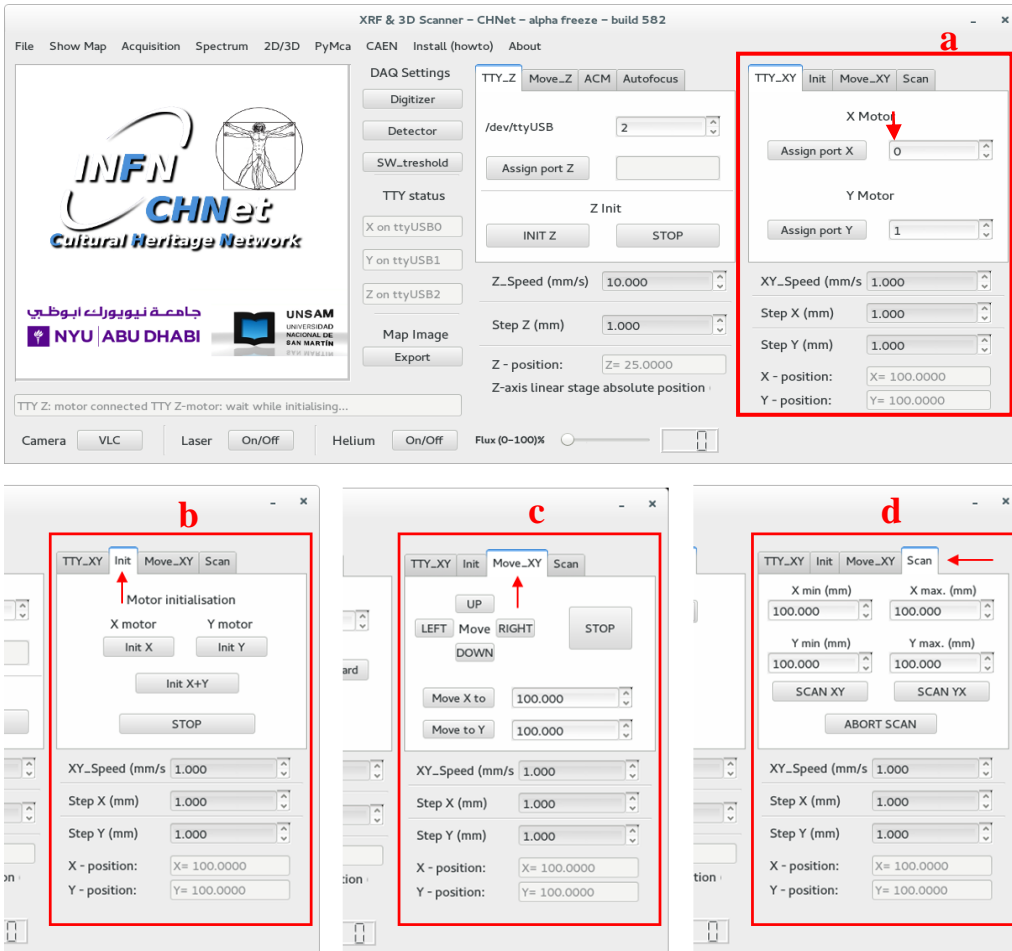 XRF & 3D Scanner – CHNet – alpha freeze – build 582
File Show Map Acquisition Spectrum 2D/3D PyMca CAEN Install (howto) About
a
INFN
CHNet
Cultural Heritage Network
جامعـة نيويورك أبوظـبي
NYU ABU DHABI
UNSAM
UNIVERSIDAD
NACIONAL DE
SAN MARTÍN
DAQ Settings
Digitizer
Detector
SW_treshold
TTY status
X on ttyUSB0
Y on ttyUSB1
Z on ttyUSB2
Map Image
Export
TTY_Z Move_Z ACM Autofocus
/dev/ttyUSB 2
Assign port Z
Z Init
INIT Z STOP
Z_Speed (mm/s) 10.000
Step Z (mm) 1.000
Z - position: Z= 25.0000
Z-axis linear stage absolute position
TTY_XY Init Move_XY Scan
X Motor
Assign port X 0
Y Motor
Assign port Y 1
XY_Speed (mm/s 1.000
Step X (mm) 1.000
Step Y (mm) 1.000
X - position: X= 100.0000
Y - position: Y= 100.0000
TTY Z: motor connected TTY Z-motor: wait while initialising...
Camera VLC Laser On/Off Helium On/Off Flux (0–100)% 0
b
TTY_XY Init Move_XY Scan
Motor initialisation
X motor Y motor
Init X Init Y
Init X+Y
STOP
XY_Speed (mm/s 1.000
Step X (mm) 1.000
Step Y (mm) 1.000
X - position: X= 100.0000
Y - position: Y= 100.0000
on
0
c
TTY_XY Init Move_XY Scan
UP
LEFT Move RIGHT STOP
DOWN
ard
Move X to 100.000
Move to Y 100.000
XY_Speed (mm/s 1.000
Step X (mm) 1.000
Step Y (mm) 1.000
X - position: X= 100.0000
Y - position: Y= 100.0000
tion
0
d
TTY_XY Init Move_XY Scan
X min (mm) X max. (mm)
100.000 100.000
Y min (mm) Y max. (mm)
100.000 100.000
SCAN XY SCAN YX
ABORT SCAN
XY_Speed (mm/s 1.000
Step X (mm) 1.000
Step Y (mm) 1.000
X - position: X= 100.0000
Y - position: Y= 100.0000
tion
0